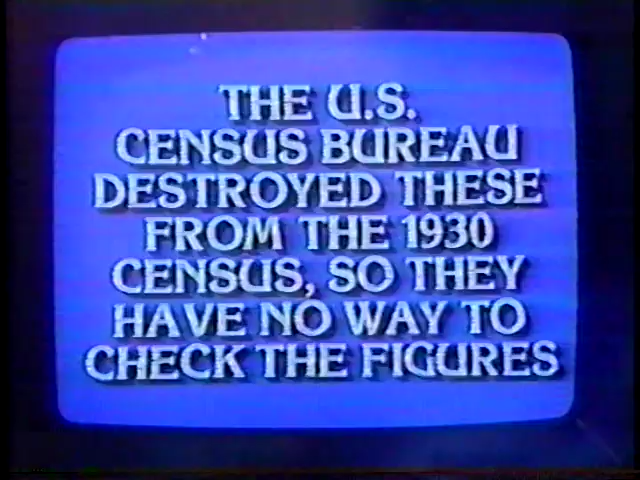 THE U.S.
CENSUS BUREAU
DESTROYED THESE
FROM THE 1930
CENSUS, SO THEY
HAVE NO WAY TO
CHECK THE FIGURES